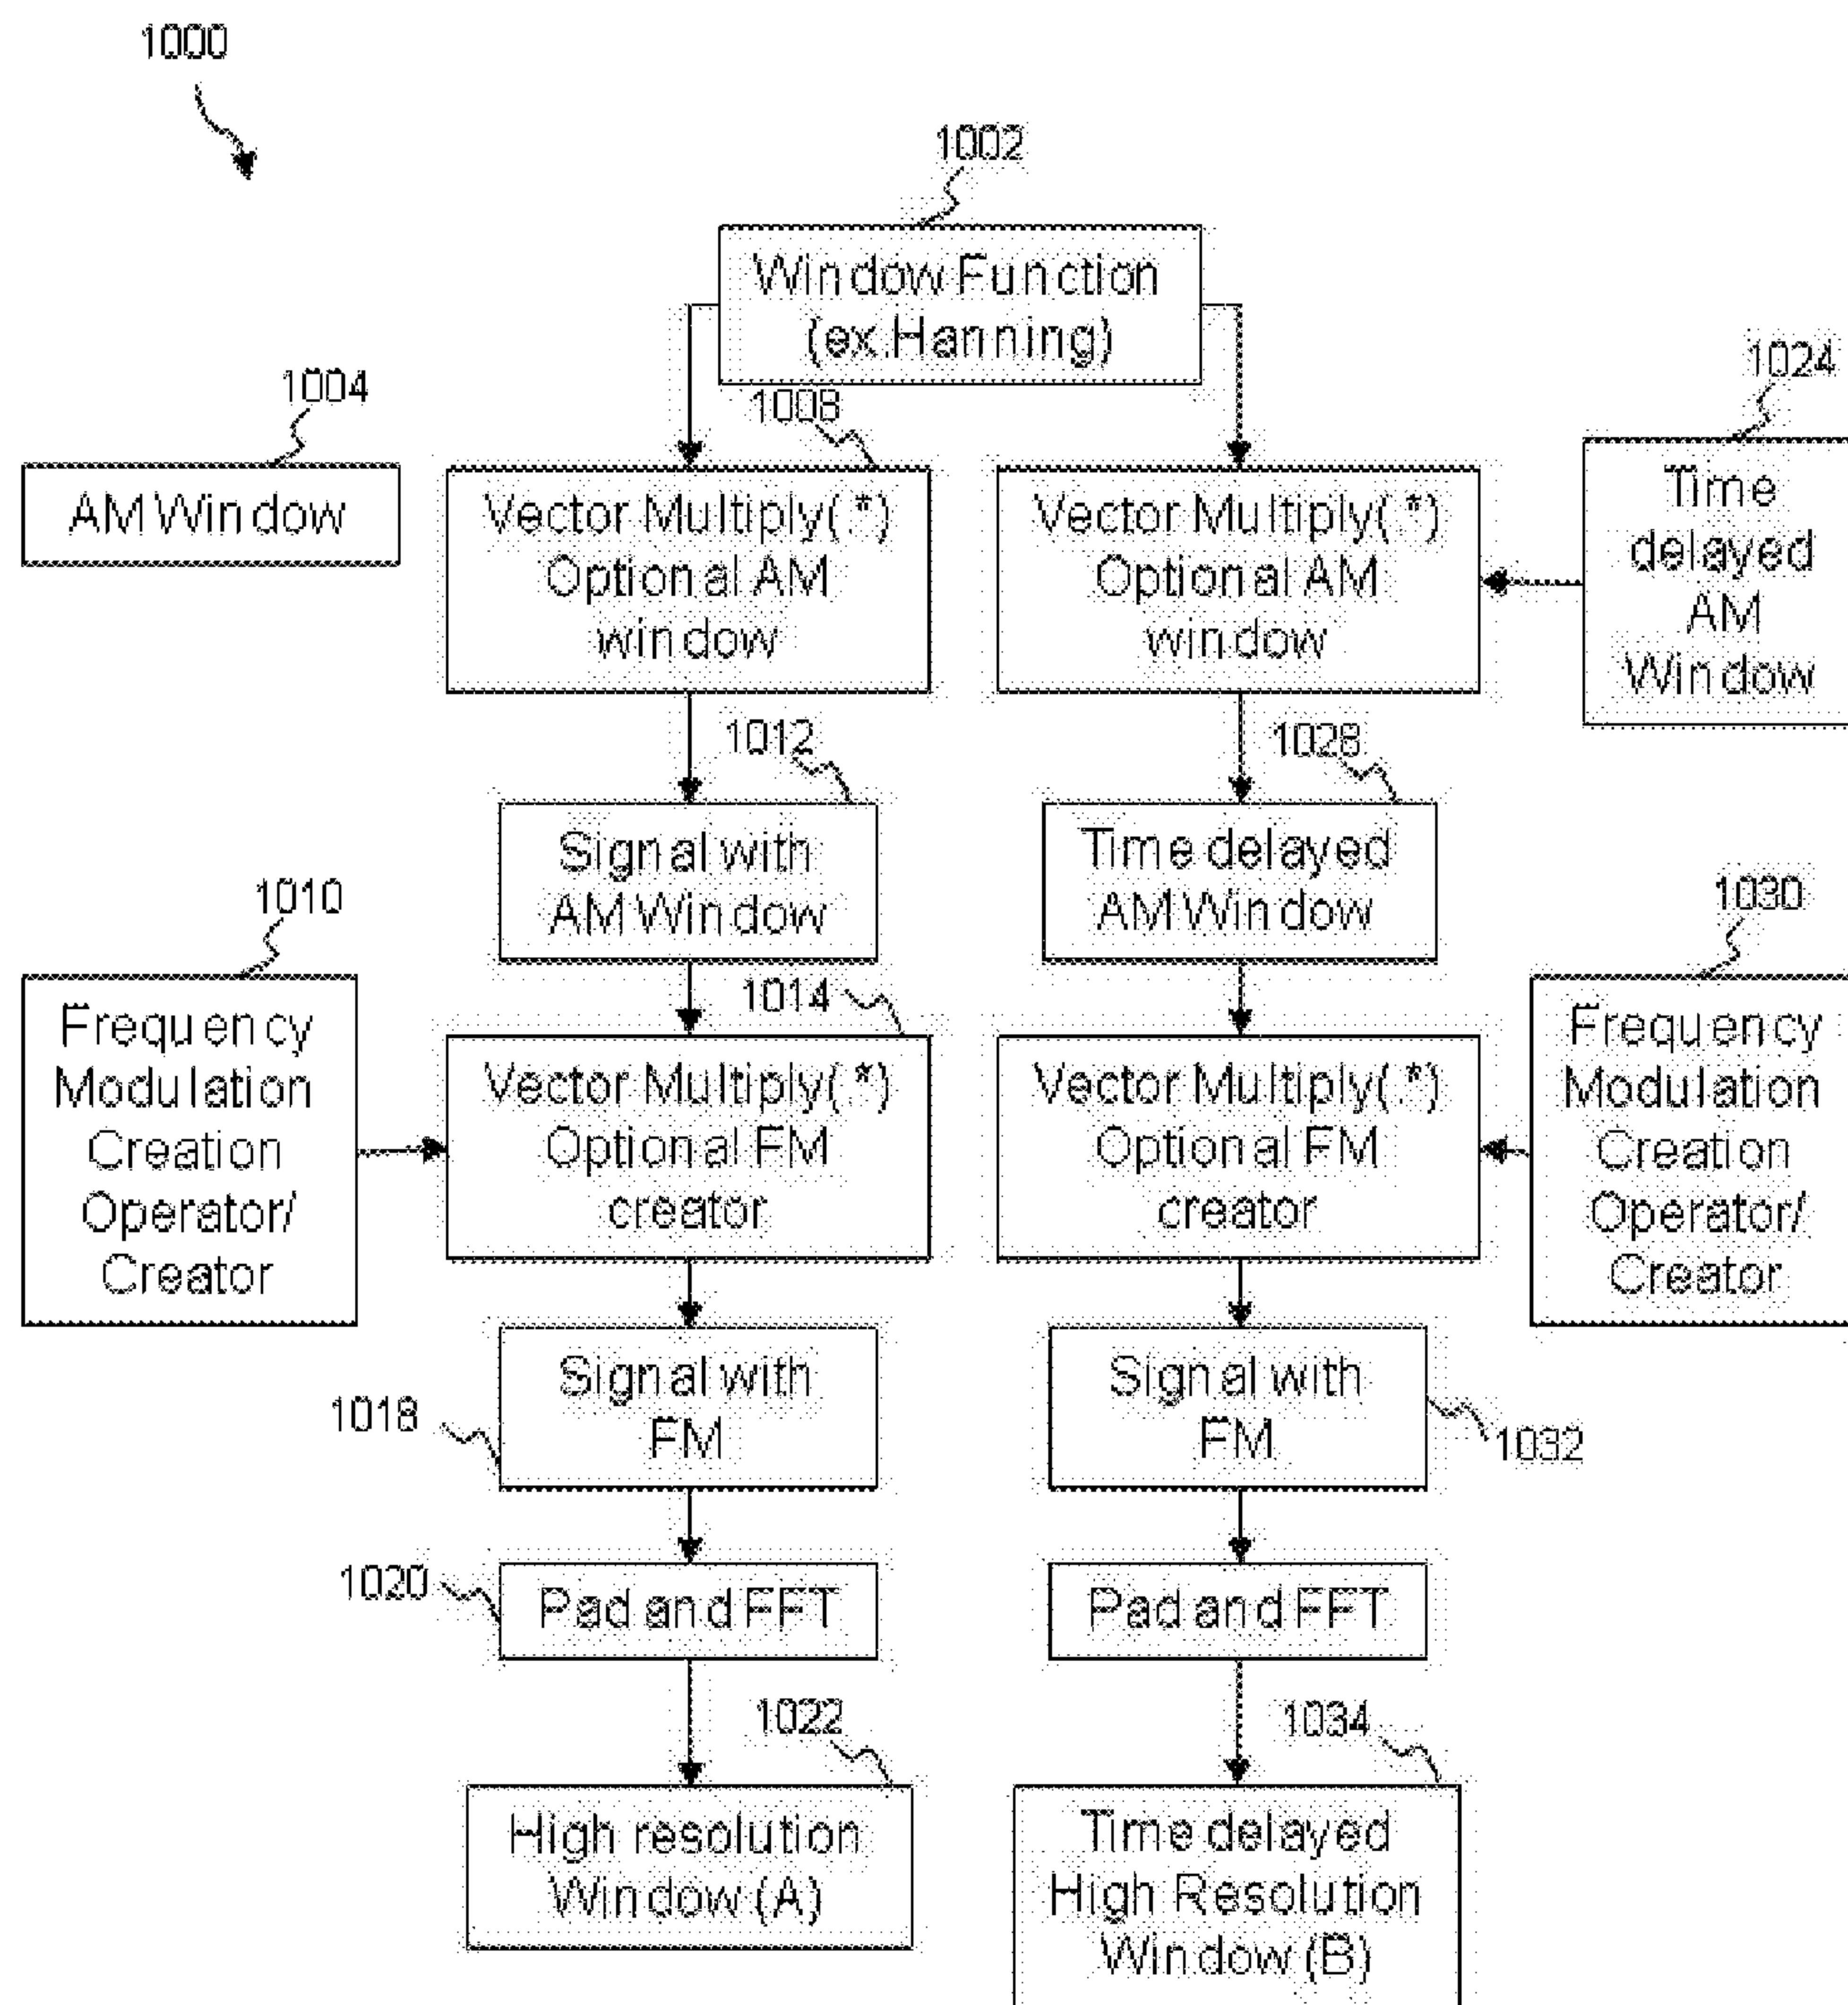 1000
1002
Window Function
(ex.Hanning)
1004
AM Window
1008
Vector Multiply(.*)
Optional AM
window
Vector Multiply(.*)
Optional AM
window
1024
Time
delayed
AM
Window
1012
Signal with
AM Window
1028
Time delayed
AM Window
1010
Frequency
Modulation
Creation
Operator/
Creator
1014
Vector Multiply(.*)
Optional FM
creator
Vector Multiply(.*)
Optional FM
creator
1030
Frequency
Modulation
Creation
Operator/
Creator
1018
Signal with
FM
Signal with
FM
1032
1020
Pad and FFT
Pad and FFT
1022
High resolution
Window (A)
1034
Time delayed
High Resolution
Window (B)